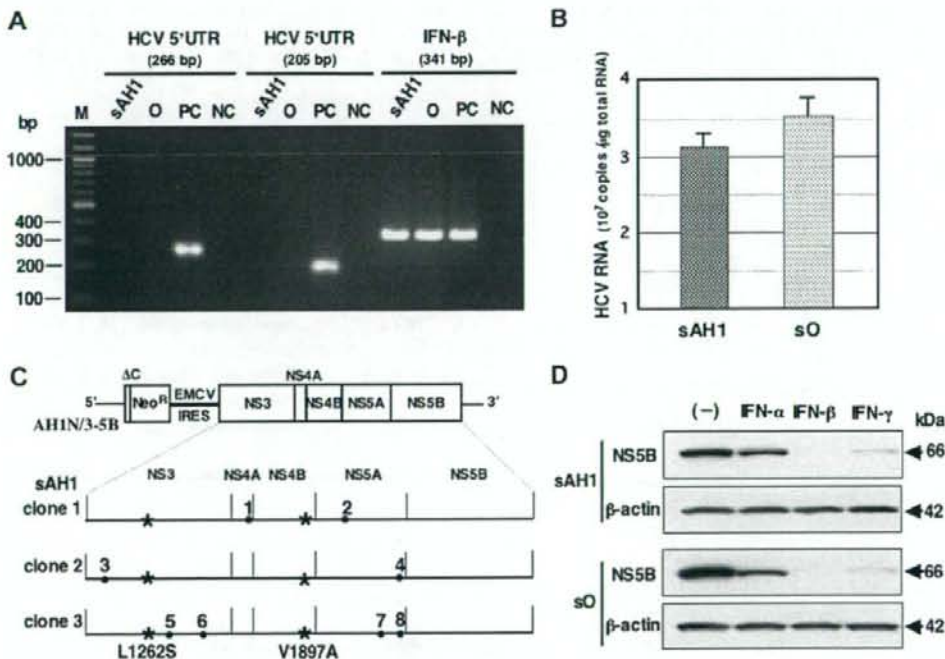 A
HCV 5'UTR
(266 bp)
HCV 5'UTR
(205 bp)
IFN-β
(341 bp)
bp M sAH1 O PC NC sAH1 O PC NC sAH1 O PC NC
1000
400
300
200
100
B
HCV RNA (10⁷ copies /μg total RNA)
4
3
2
1
sAH1 sO
C
ΔC NS4A
5' Neoᴿ EMCV IRES NS3 NS4B NS5A NS5B 3'
AH1N/3-5B
sAH1 NS3 NS4A NS4B NS5A NS5B
clone 1 * 1 * 2
clone 2 3 * * 4
clone 3 * 5 6 * 7 8
L1262S V1897A
D
(-) IFN-α IFN-β IFN-γ kDa
sAH1
NS5B 66
β-actin 42
sO
NS5B 66
β-actin 42